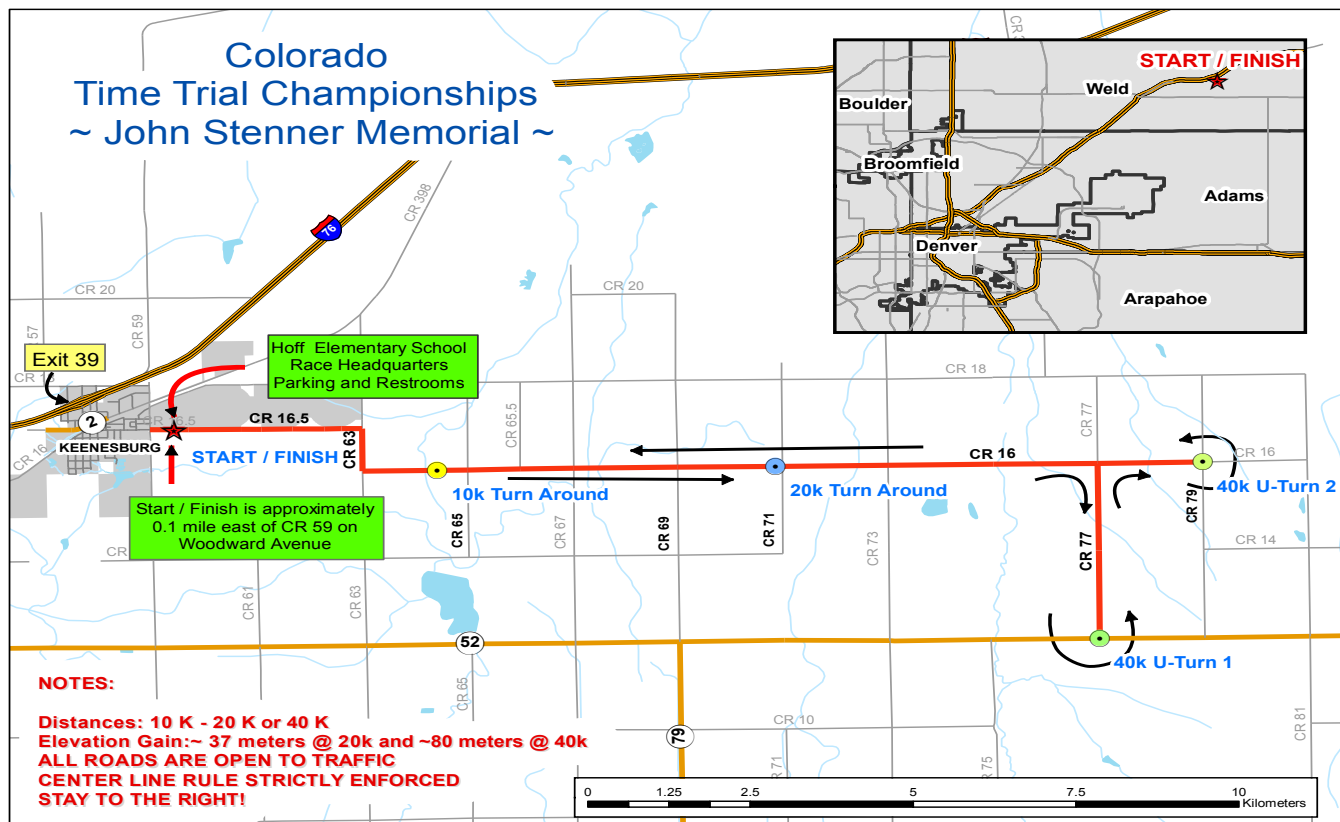 Colorado
Time Trial Championships
~ John Stenner Memorial ~
START / FINISH
Weld
Boulder
Broomfield
Adams
Denver
Arapahoe
76
CR 398
CR 20
CR 20
CR 59
Exit 39
Hoff Elementary School
Race Headquarters
Parking and Restrooms
CR 18
2
CR 16.5
CR 16
KEENESBURG
START / FINISH
CR 63
CR 65.5
CR 77
CR 16
CR 16
10k Turn Around
20k Turn Around
40k U-Turn 2
Start / Finish is approximately
0.1 mile east of CR 59 on
Woodward Avenue
CR 65
CR 67
CR 69
CR 71
CR 73
CR 77
CR 79
CR 14
CR 61
CR 63
52
40k U-Turn 1
CR 65
79
CR 10
CR 71
CR 75
CR 81
NOTES:
Distances: 10 K - 20 K or 40 K
Elevation Gain:~ 37 meters @ 20k and ~80 meters @ 40k
ALL ROADS ARE OPEN TO TRAFFIC
CENTER LINE RULE STRICTLY ENFORCED
STAY TO THE RIGHT!
0 1.25 2.5 5 7.5 10
Kilometers